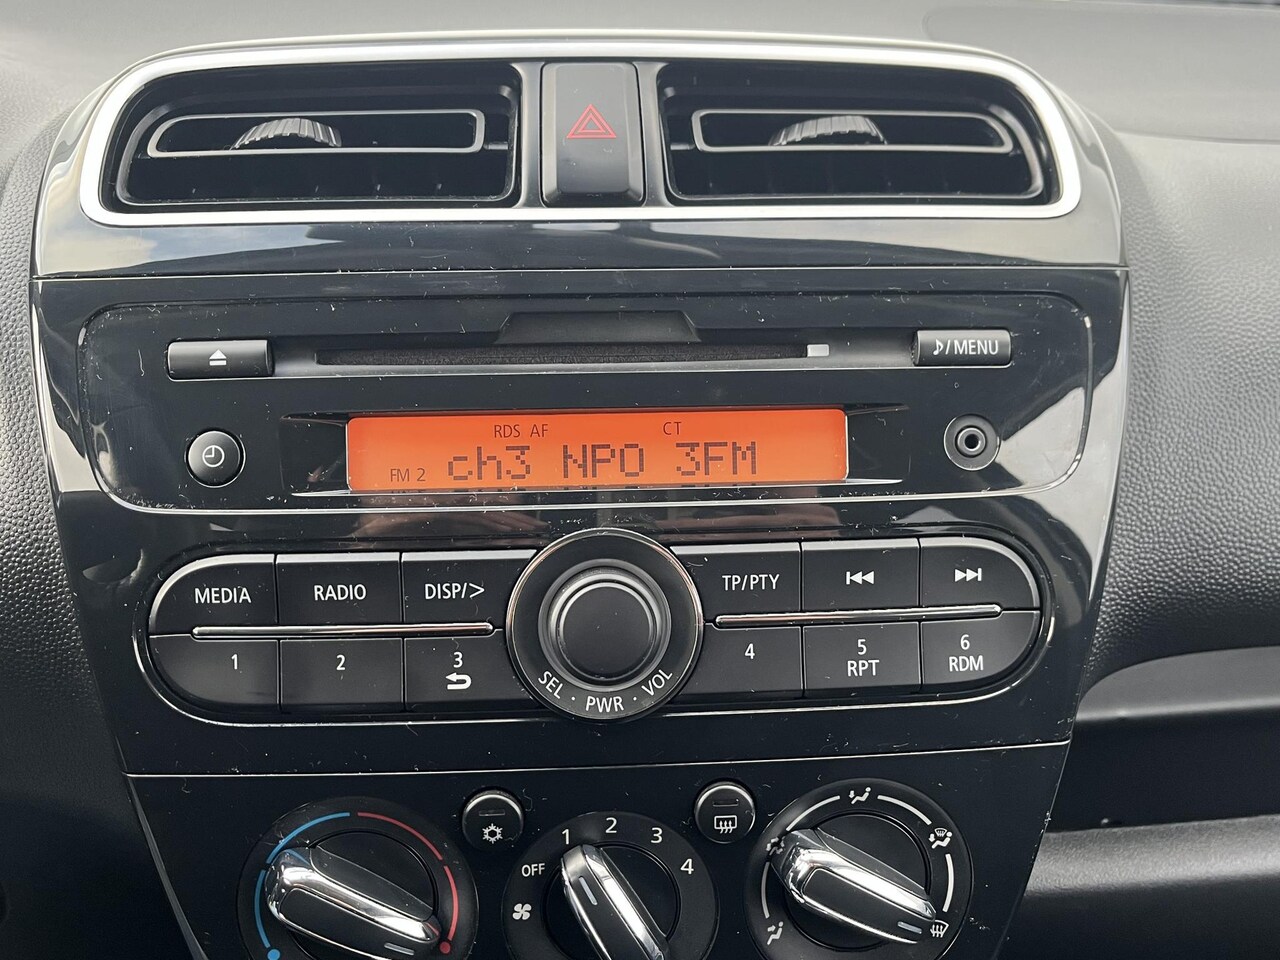 ♪/MENU
RDS AF CT
FM 2 ch3 NPO 3FM
MEDIA RADIO DISP/> TP/PTY
1 2 3 4 5 6
RPT RDM
SEL · PWR · VOL
OFF 1 2 3 4